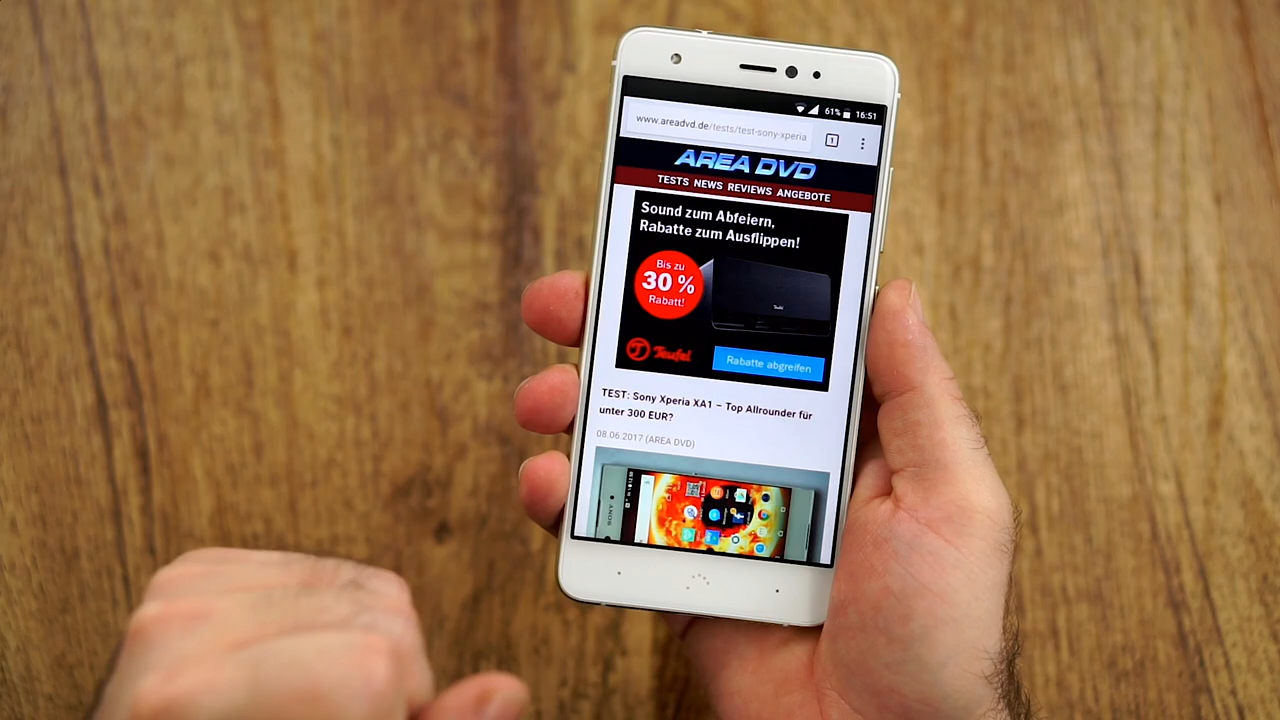 61% 16:51
www.areadvd.de/tests/test-sony-xperia
1
AREA DVD
TESTS NEWS REVIEWS ANGEBOTE
Sound zum Abfeiern,
Rabatte zum Ausflippen!
Bis zu
30 %
Rabatt!
Teufel
Teufel
Rabatte abgreifen
TEST: Sony Xperia XA1 – Top Allrounder für
unter 300 EUR?
08.06.2017 (AREA DVD)
SONY